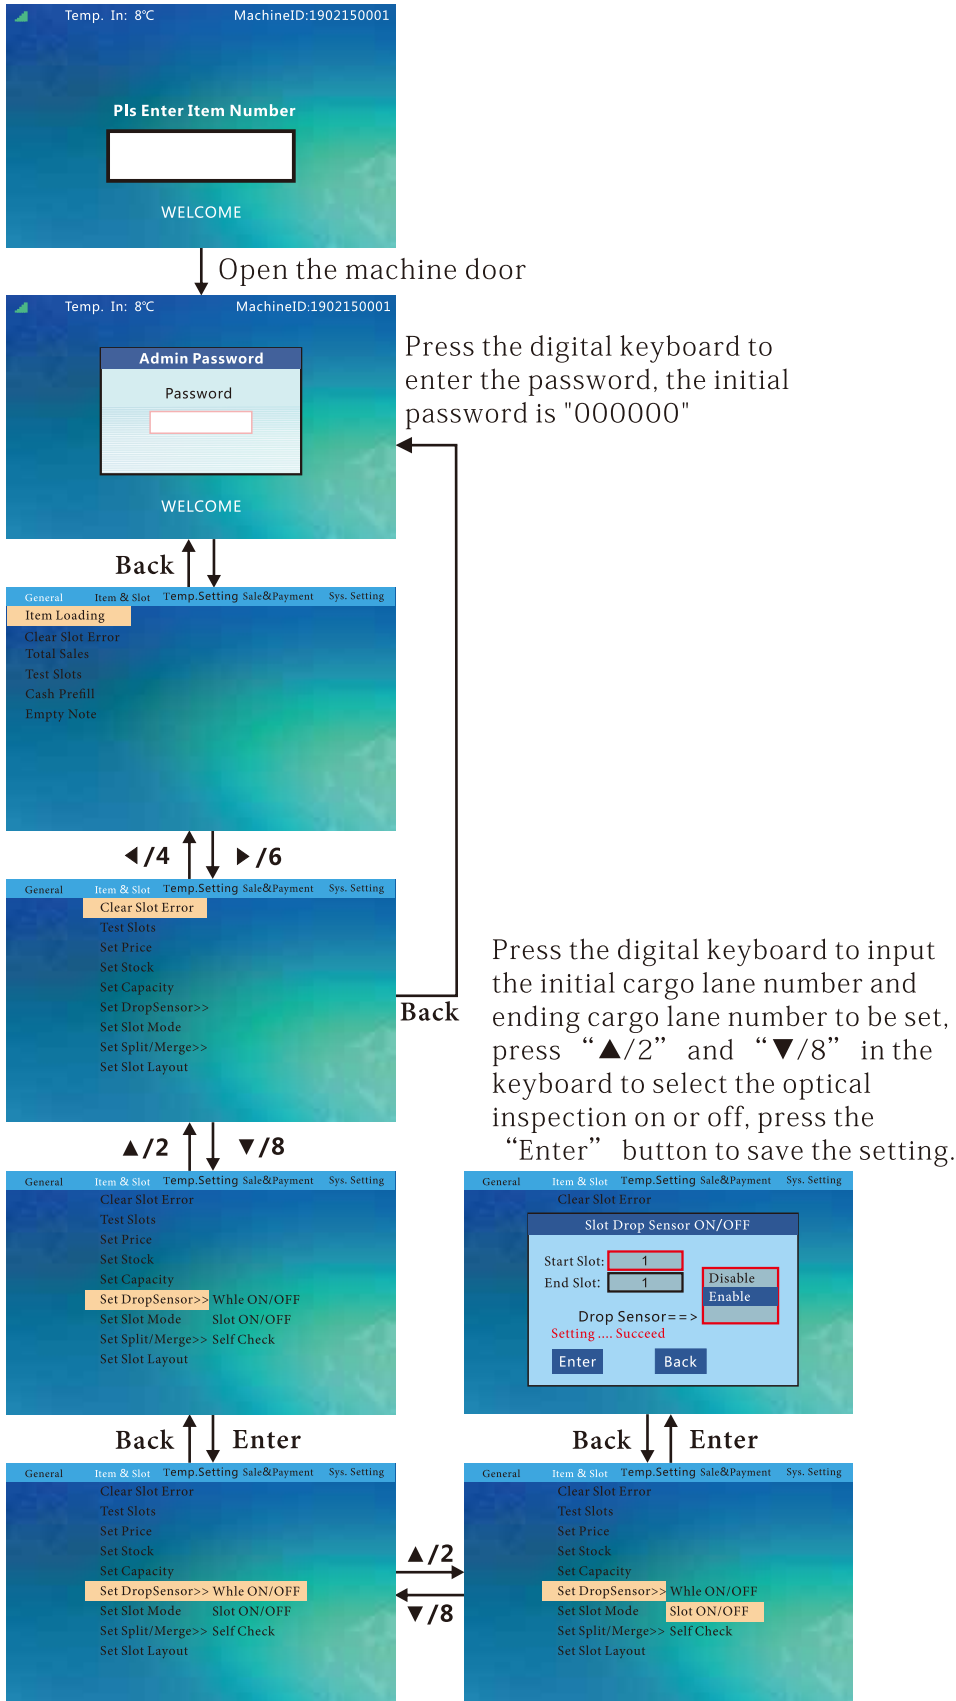 Temp. In: 8℃ MachineID:1902150001
Pls Enter Item Number
WELCOME
Open the machine door
Temp. In: 8℃ MachineID:1902150001
Admin Password
Password
WELCOME
Press the digital keyboard to
enter the password, the initial
password is "000000"
Back
General Item & Slot Temp.Setting Sale&Payment Sys. Setting
Item Loading
Clear Slot Error
Total Sales
Test Slots
Cash Prefill
Empty Note
◀/4 ▶/6
General Item & Slot Temp.Setting Sale&Payment Sys. Setting
Clear Slot Error
Test Slots
Set Price
Set Stock
Set Capacity
Set DropSensor>>
Set Slot Mode
Set Split/Merge>>
Set Slot Layout
Back
▲/2 ▼/8
Press the digital keyboard to input
the initial cargo lane number and
ending cargo lane number to be set,
press “▲/2” and “▼/8” in the
keyboard to select the optical
inspection on or off, press the
“Enter” button to save the setting.
General Item & Slot Temp.Setting Sale&Payment Sys. Setting
Clear Slot Error
Test Slots
Set Price
Set Stock
Set Capacity
Set DropSensor>> Whle ON/OFF
Set Slot Mode Slot ON/OFF
Set Split/Merge>> Self Check
Set Slot Layout
General Item & Slot Temp.Setting Sale&Payment Sys. Setting
Clear Slot Error
Slot Drop Sensor ON/OFF
Start Slot: 1
End Slot: 1
Disable
Enable
Drop Sensor==>
Setting .... Succeed
Enter Back
Back Enter
Back Enter
General Item & Slot Temp.Setting Sale&Payment Sys. Setting
Clear Slot Error
Test Slots
Set Price
Set Stock
Set Capacity
Set DropSensor>> Whle ON/OFF
Set Slot Mode Slot ON/OFF
Set Split/Merge>> Self Check
Set Slot Layout
▲/2
▼/8
General Item & Slot Temp.Setting Sale&Payment Sys. Setting
Clear Slot Error
Test Slots
Set Price
Set Stock
Set Capacity
Set DropSensor>> Whle ON/OFF
Set Slot Mode Slot ON/OFF
Set Split/Merge>> Self Check
Set Slot Layout